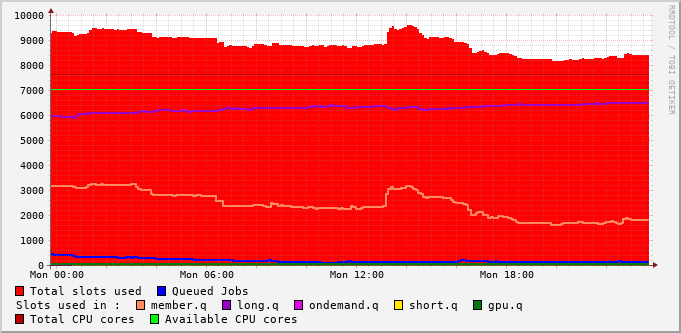 10000
9000
8000
7000
6000
5000
4000
3000
2000
1000
0
Mon 00:00 Mon 06:00 Mon 12:00 Mon 18:00
Total slots used Queued Jobs
Slots used in : member.q long.q ondemand.q short.q gpu.q
Total CPU cores Available CPU cores
RRDTOOL / TOBI OETIKER